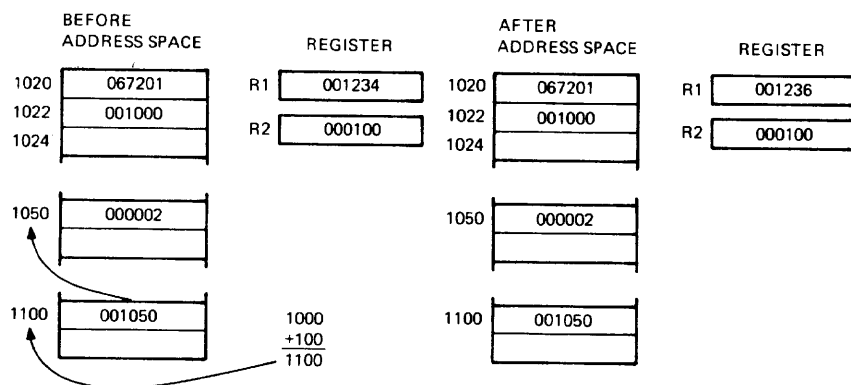 BEFORE
ADDRESS SPACE
REGISTER
1020 067201
R1 001234
1022 001000
R2 000100
1024
1050 000002
1100 001050
1000
+100
1100
AFTER
ADDRESS SPACE
REGISTER
1020 067201
R1 001236
1022 001000
R2 000100
1024
1050 000002
1100 001050